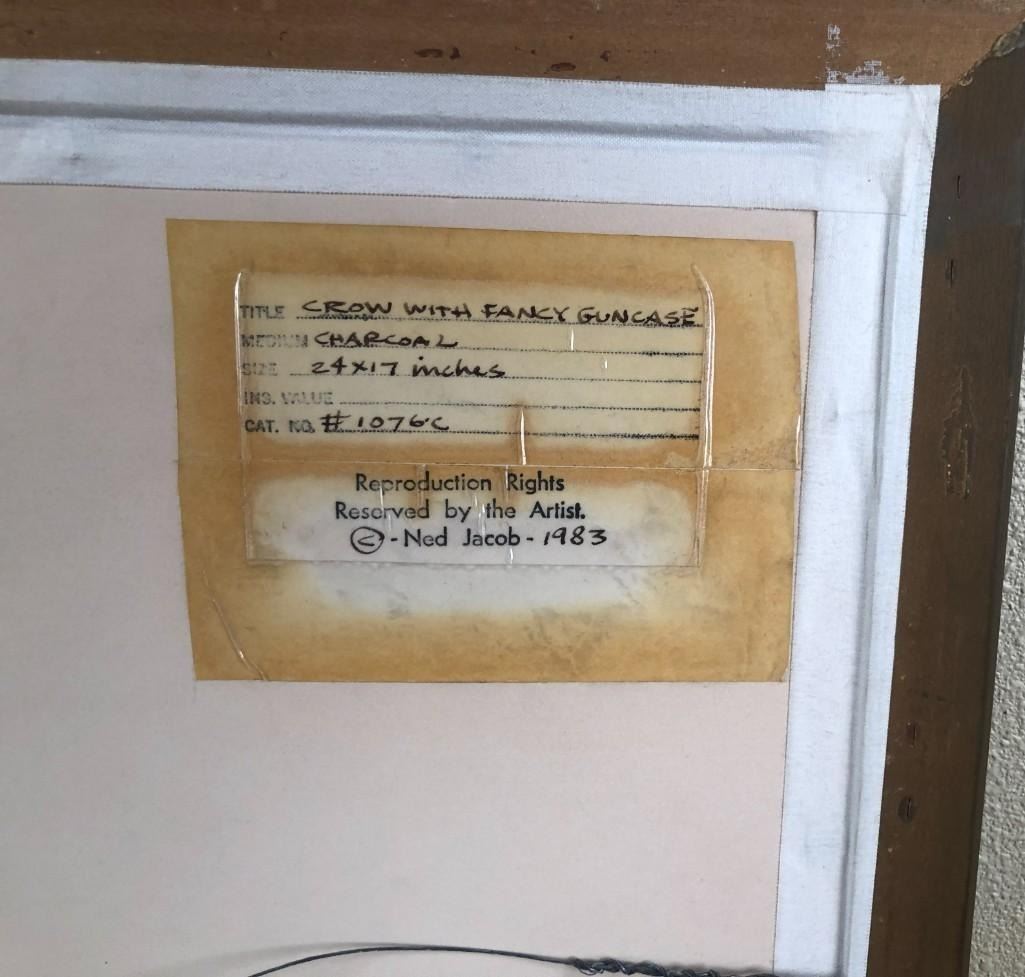 TITLE CROW WITH FANCY GUNCASE
MEDIUM CHARCOAL
SIZE 24x17 inches
INS. VALUE
CAT. NO. # 1076·C
Reproduction Rights
Reserved by the Artist.
©-Ned Jacob-1983